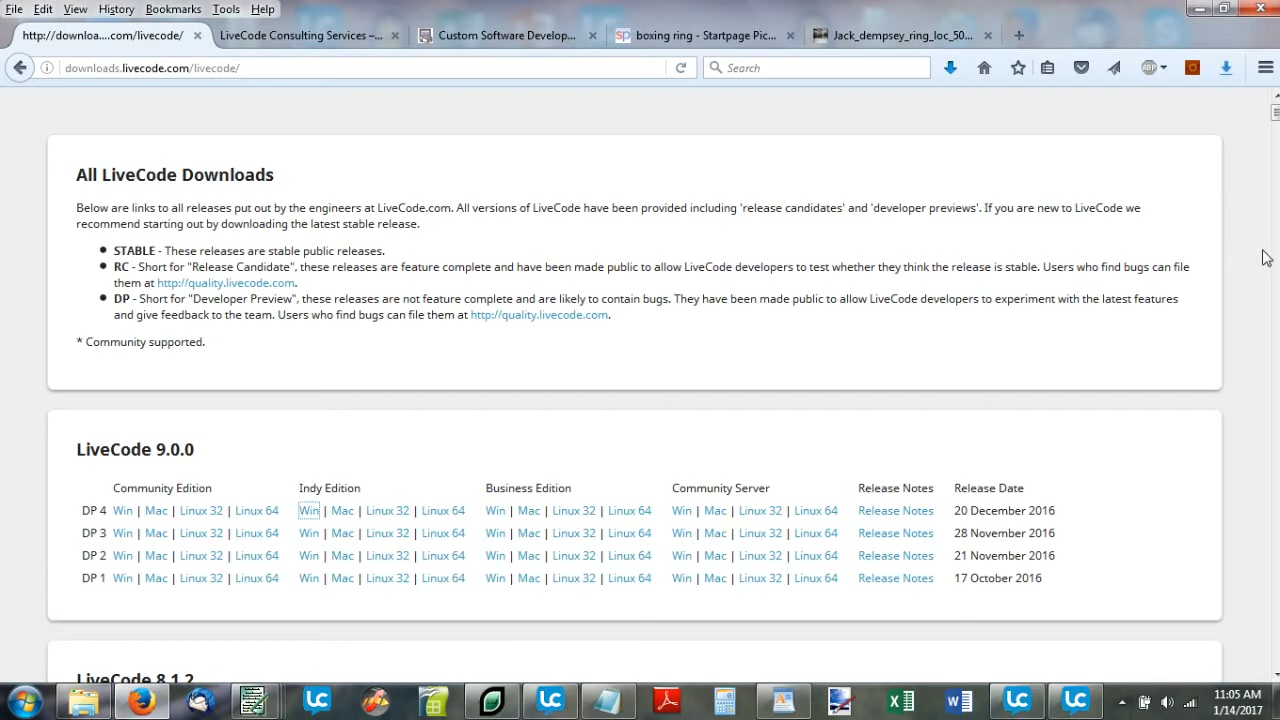 File Edit View History Bookmarks Tools Help
http://downloa....com/livecode/ LiveCode Consulting Services –... Custom Software Develop... boxing ring - Startpage Pic... Jack_dempsey_ring_loc_50...
downloads.livecode.com/livecode/ Search ABP
All LiveCode Downloads
Below are links to all releases put out by the engineers at LiveCode.com. All versions of LiveCode have been provided including 'release candidates' and 'developer previews'. If you are new to LiveCode we
recommend starting out by downloading the latest stable release.
• STABLE - These releases are stable public releases.
• RC - Short for "Release Candidate", these releases are feature complete and have been made public to allow LiveCode developers to test whether they think the release is stable. Users who find bugs can file
them at http://quality.livecode.com.
• DP - Short for "Developer Preview", these releases are not feature complete and are likely to contain bugs. They have been made public to allow LiveCode developers to experiment with the latest features
and give feedback to the team. Users who find bugs can file them at http://quality.livecode.com.
* Community supported.
LiveCode 9.0.0
Community Edition Indy Edition Business Edition Community Server Release Notes Release Date
DP 4 Win | Mac | Linux 32 | Linux 64 Win | Mac | Linux 32 | Linux 64 Win | Mac | Linux 32 | Linux 64 Win | Mac | Linux 32 | Linux 64 Release Notes 20 December 2016
DP 3 Win | Mac | Linux 32 | Linux 64 Win | Mac | Linux 32 | Linux 64 Win | Mac | Linux 32 | Linux 64 Win | Mac | Linux 32 | Linux 64 Release Notes 28 November 2016
DP 2 Win | Mac | Linux 32 | Linux 64 Win | Mac | Linux 32 | Linux 64 Win | Mac | Linux 32 | Linux 64 Win | Mac | Linux 32 | Linux 64 Release Notes 21 November 2016
DP 1 Win | Mac | Linux 32 | Linux 64 Win | Mac | Linux 32 | Linux 64 Win | Mac | Linux 32 | Linux 64 Win | Mac | Linux 32 | Linux 64 Release Notes 17 October 2016
LiveCode 8.1.2
11:05 AM
1/14/2017